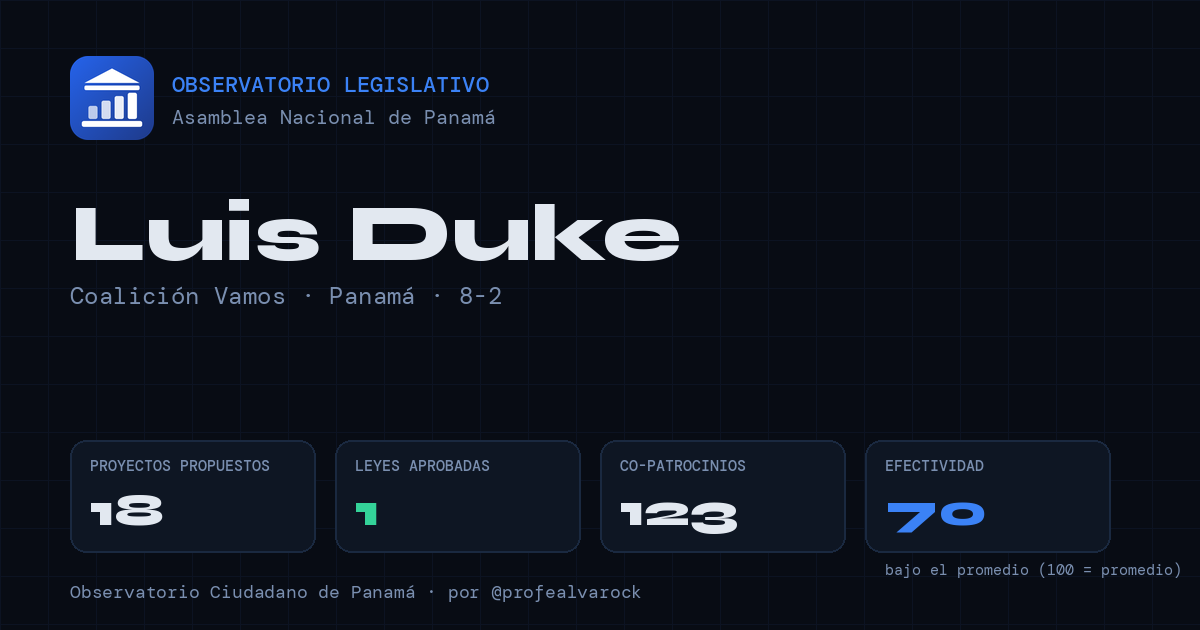 OBSERVATORIO LEGISLATIVO
Asamblea Nacional de Panamá
Luis Duke
Coalición Vamos · Panamá · 8-2
PROYECTOS PROPUESTOS
18
LEYES APROBADAS
1
CO-PATROCINIOS
123
EFECTIVIDAD
70
bajo el promedio (100 = promedio)
Observatorio Ciudadano de Panamá · por @profealvarock